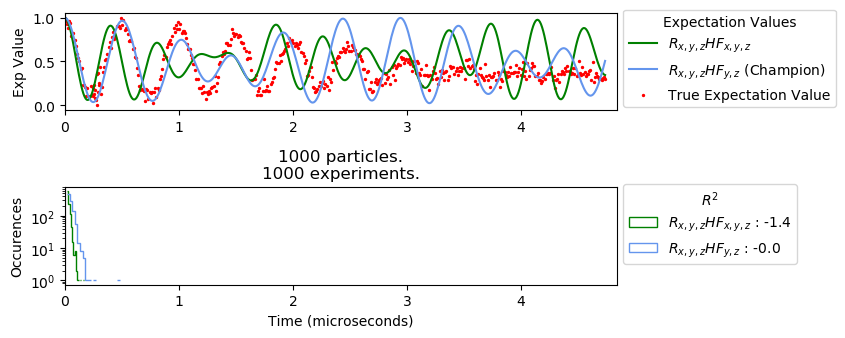 Exp Value
1.0
0.5
0.0
0 1 2 3 4
Expectation Values
$R_{x,y,z}HF_{x,y,z}$
$R_{x,y,z}HF_{y,z}$ (Champion)
True Expectation Value
1000 particles.
1000 experiments.
Occurences
$10^2$
$10^1$
$10^0$
0 1 2 3 4
Time (microseconds)
$R^2$
$R_{x,y,z}HF_{x,y,z}$ : -1.4
$R_{x,y,z}HF_{y,z}$ : -0.0